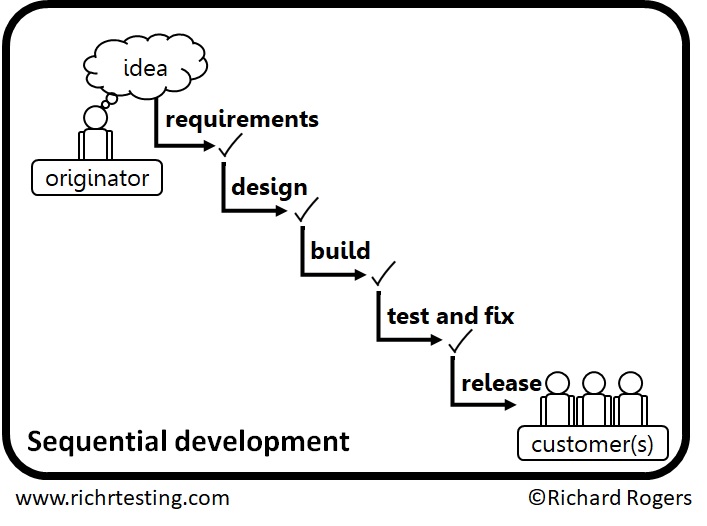 idea
requirements
originator
design
build
test and fix
release
Sequential development
customer(s)
www.richrtesting.com
©Richard Rogers